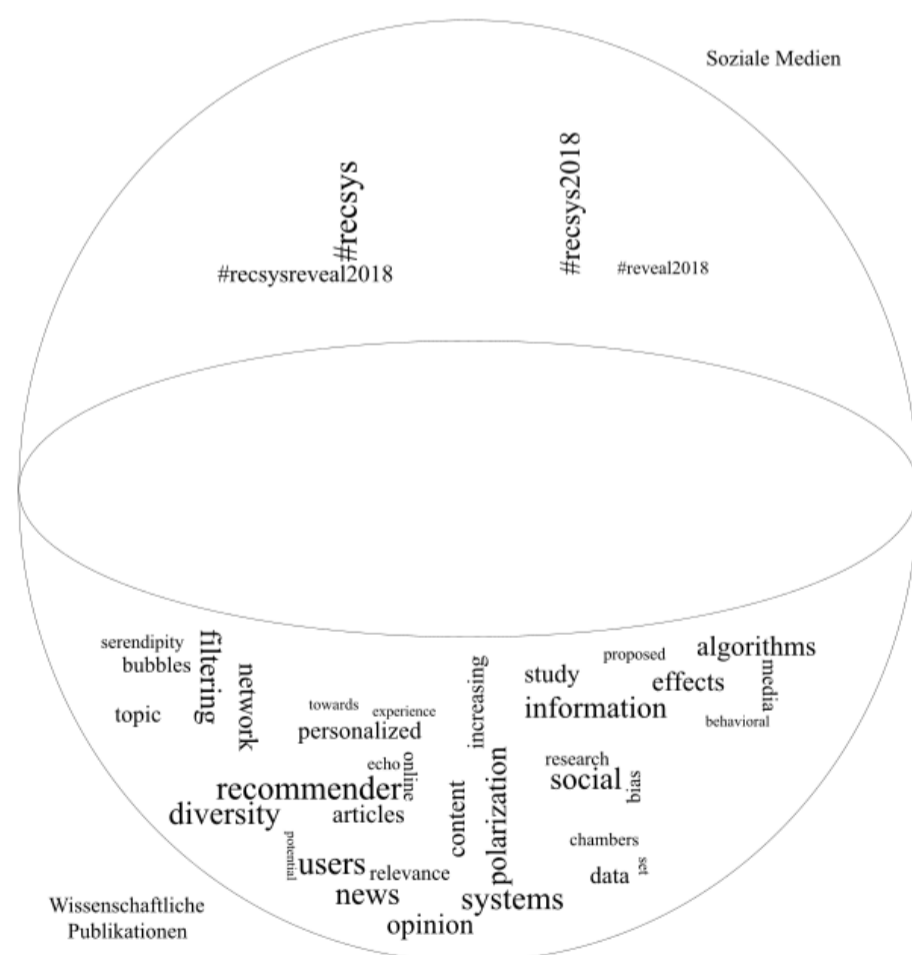 Soziale Medien
#recsys
#recsys2018
#recsysreveal2018
#reveal2018
serendipity
bubbles
filtering
network
topic
towards
experience
personalized
increasing
study
proposed
algorithms
effects
media
information
behavioral
echo
online
recommender
diversity
articles
content
polarization
research
social
bias
potential
users
relevance
chambers
data
set
news
systems
opinion
Wissenschaftliche
Publikationen